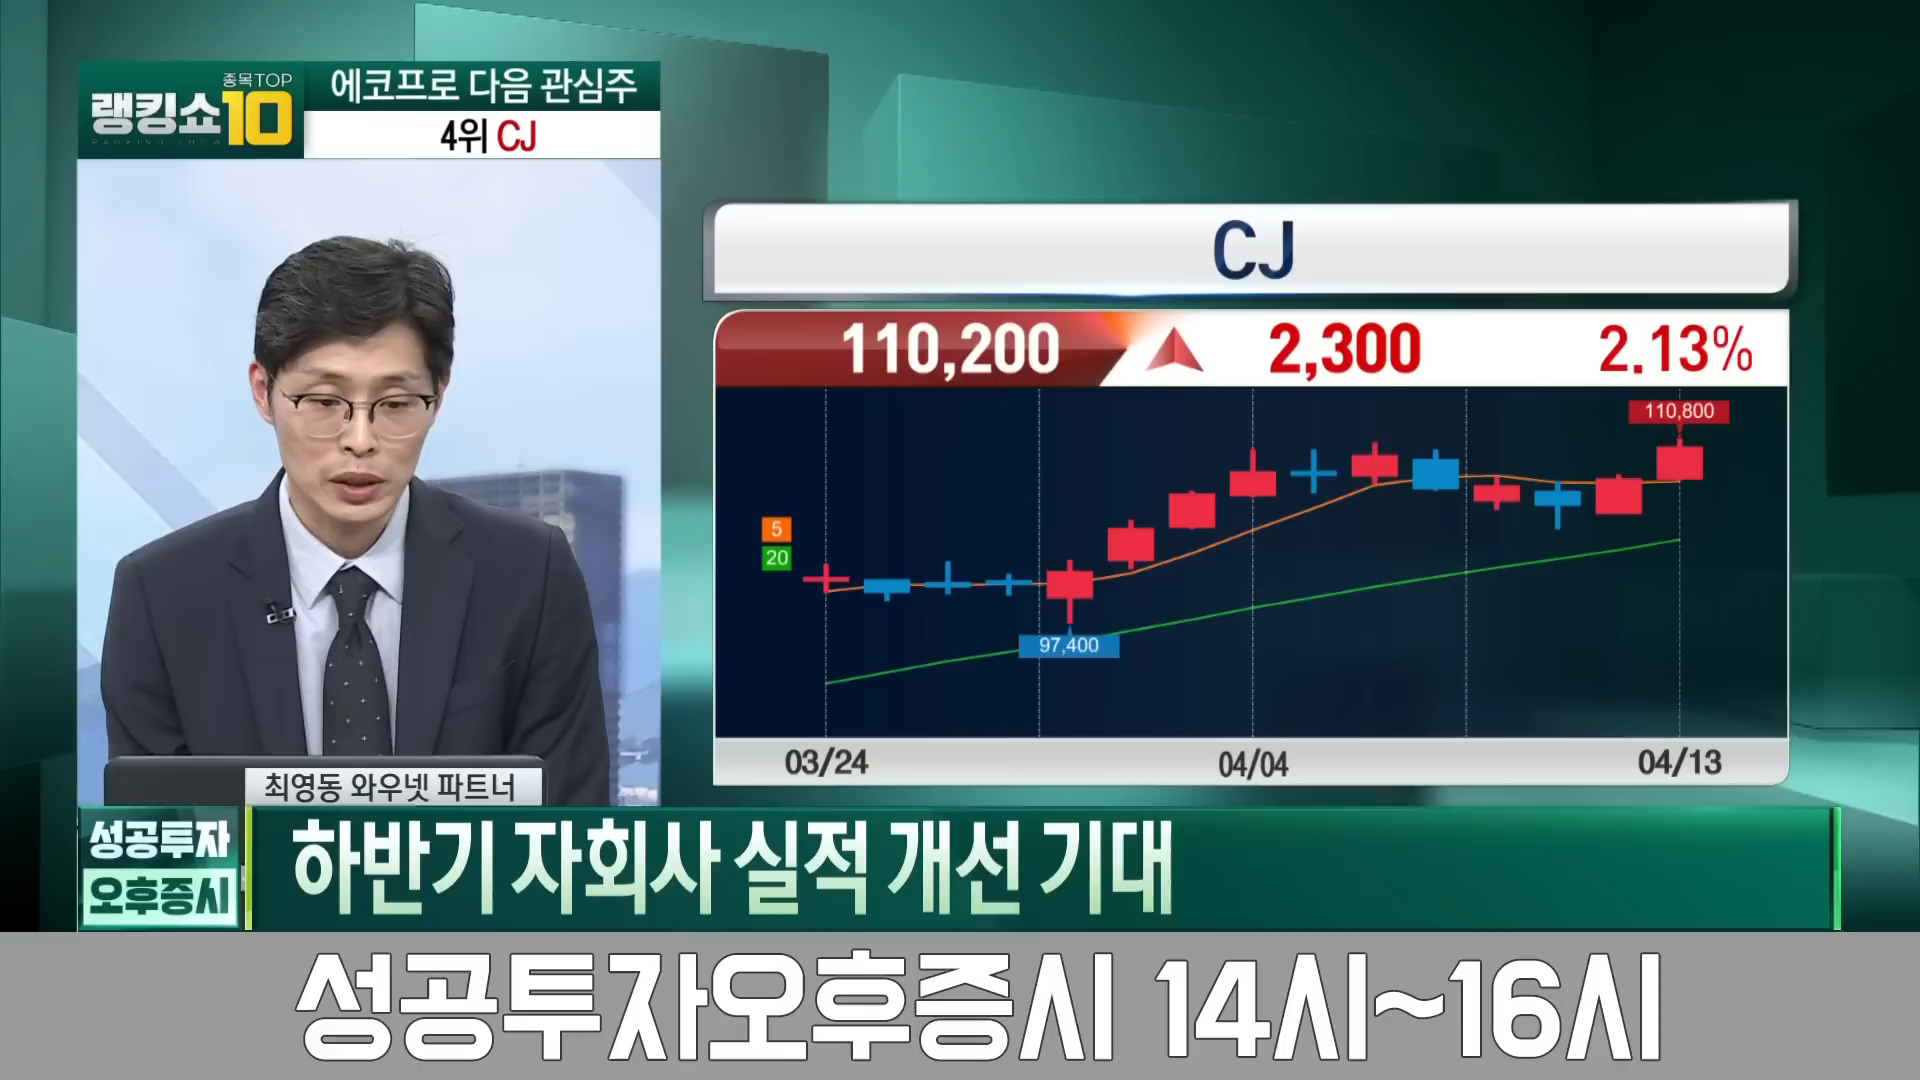 종목TOP
랭킹쇼10
RANKING SHOW
에코프로 다음 관심주
4위 CJ
CJ
110,200 2,300 2.13%
110,800
5
20
97,400
03/24 04/04 04/13
최영동 와우넷 파트너
성공투자
오후증시
하반기 자회사 실적 개선 기대
성공투자오후증시 14시~16시